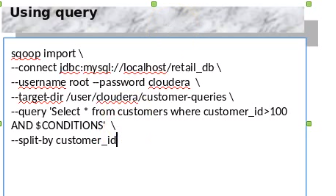 Using query
sqoop import \
--connect jdbc:mysql://localhost/retail_db \
--username root --password cloudera \
--target-dir /user/cloudera/customer-queries \
--query 'Select * from customers where customer_id>100
AND $CONDITIONS' \
--split-by customer_id